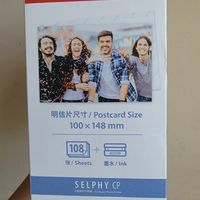 明信片尺寸 / Postcard Size
100 × 148 mm
108
张 / Sheets
+
墨水 / Ink
SELPHY CP